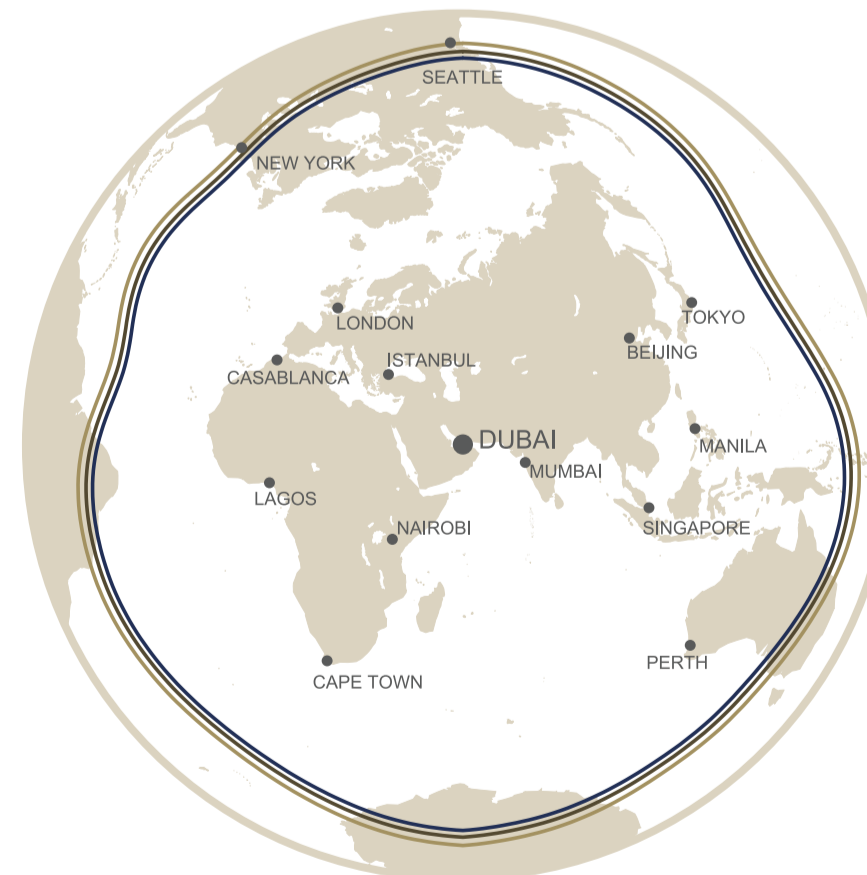 SEATTLE
NEW YORK
LONDON
TOKYO
BEIJING
ISTANBUL
CASABLANCA
DUBAI
MANILA
MUMBAI
LAGOS
NAIROBI
SINGAPORE
PERTH
CAPE TOWN